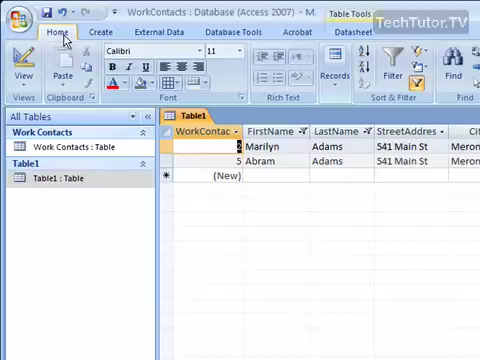 WorkContacts : Database (Access 2007) - M.
Table Tools
TechTutor.TV
Home
Create
External Data
Database Tools
Acrobat
Datasheet
View
Paste
Clipboard
Calibri
11
B I U
A
Font
Rich Text
Records
Filter
Sort & Filter
Find
All Tables
Work Contacts
Work Contacts : Table
Table1
Table1 : Table
Table1
WorkContac FirstName LastName StreetAddres Cit
2 Marilyn Adams 541 Main St Meron
5 Abram Adams 541 Main St Meron
(New)